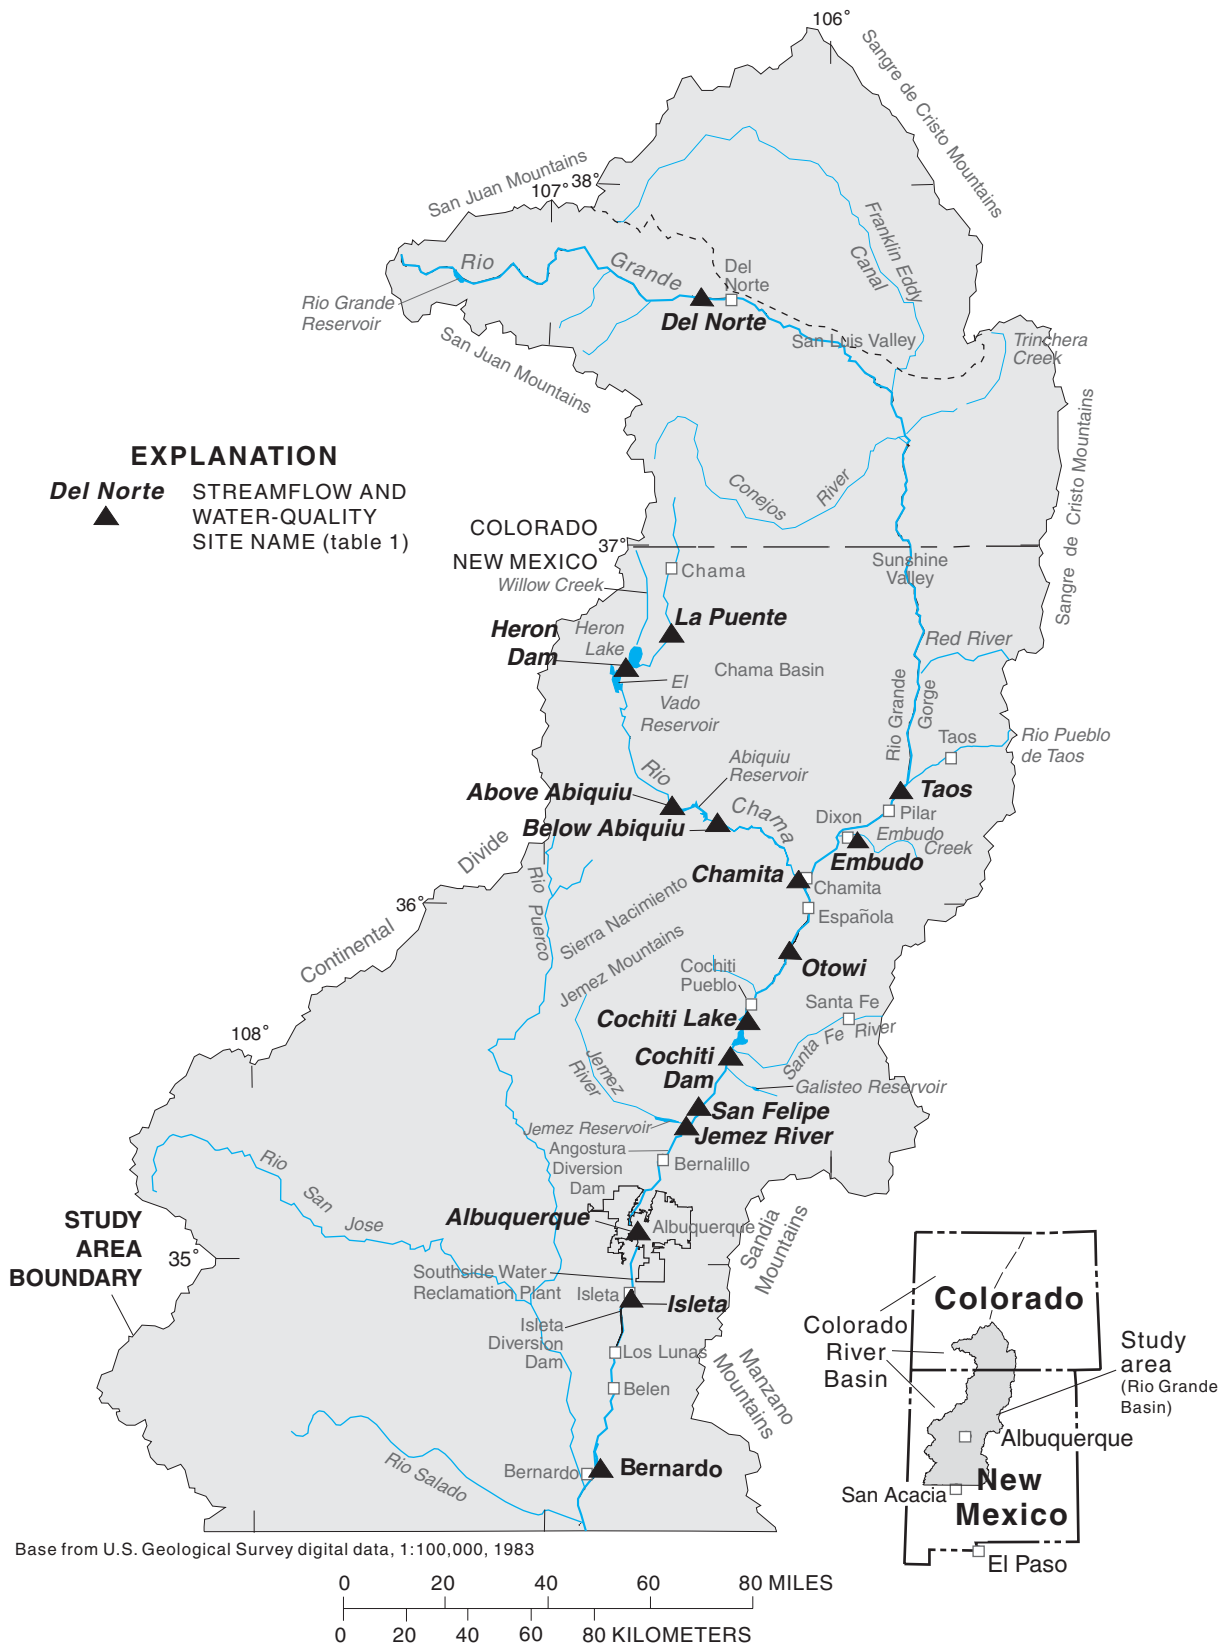 106°
Sangre de Cristo Mountains
San Juan Mountains
107°
38°
Franklin Eddy
Canal
Rio
Grande
Del
Norte
Rio Grande
Reservoir
Del Norte
San Luis Valley
Trinchera
Creek
San Juan Mountains
Sangre de Cristo Mountains
EXPLANATION
Del Norte
STREAMFLOW AND
WATER-QUALITY
SITE NAME (table 1)
Conejos
River
COLORADO
37°
NEW MEXICO
Sunshine
Valley
Chama
Willow Creek
La Puente
Heron
Dam
Heron
Lake
Red River
Chama Basin
El
Vado
Reservoir
Rio Grande
Gorge
Taos
Rio Pueblo
de Taos
Rio
Abiquiu
Reservoir
Above Abiquiu
Chama
Taos
Below Abiquiu
Dixon
Pilar
Embudo
Creek
Embudo
Divide
Rio Puerco
Chamita
Chamita
Sierra Nacimiento
36°
Española
Continental
Jemez Mountains
Otowi
Cochiti
Pueblo
Santa Fe
Cochiti Lake
Santa Fe River
108°
Cochiti
Dam
Jemez
River
Galisteo Reservoir
San Felipe
Jemez Reservoir
Jemez River
Angostura
Diversion
Dam
Bernalillo
Rio
San
Jose
STUDY
AREA
BOUNDARY
Albuquerque
Albuquerque
Sandia
Mountains
35°
Southside Water
Reclamation Plant
Isleta
Isleta
Isleta
Diversion
Dam
Los Lunas
Belen
Manzano
Mountains
Rio Salado
Bernardo
Bernardo
Colorado
Colorado
River
Basin
Study
area
(Rio Grande
Basin)
Albuquerque
San Acacia
New
Mexico
El Paso
Base from U.S. Geological Survey digital data, 1:100,000, 1983
0 20 40 60 80 MILES
0 20 40 60 80 KILOMETERS